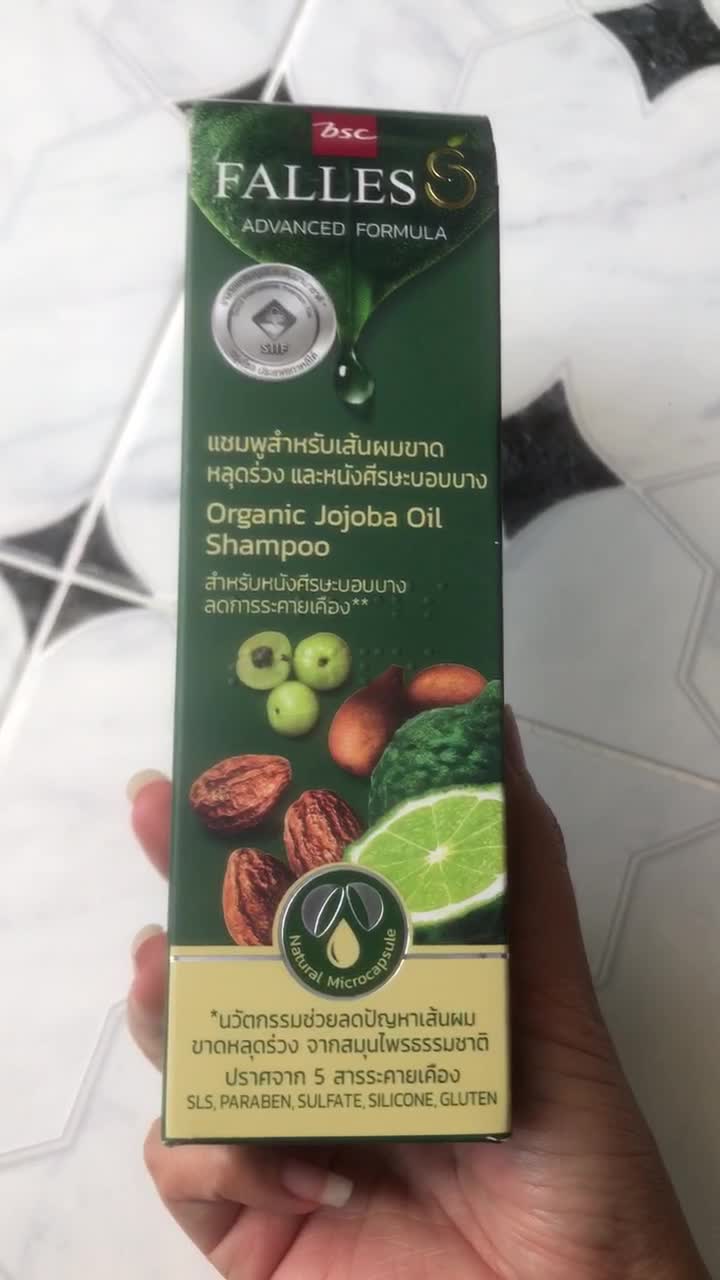 bsc
FALLES S
ADVANCED FORMULA
SIIF
แชมพูสำหรับเส้นผมขาด
หลุดร่วง และหนังศีรษะบอบบาง
Organic Jojoba Oil
Shampoo
สำหรับหนังศีรษะบอบบาง
ลดการระคายเคือง**
Natural Microcapsule
*นวัตกรรมช่วยลดปัญหาเส้นผม
ขาดหลุดร่วง จากสมุนไพรธรรมชาติ
ปราศจาก 5 สารระคายเคือง
SLS, PARABEN, SULFATE, SILICONE, GLUTEN